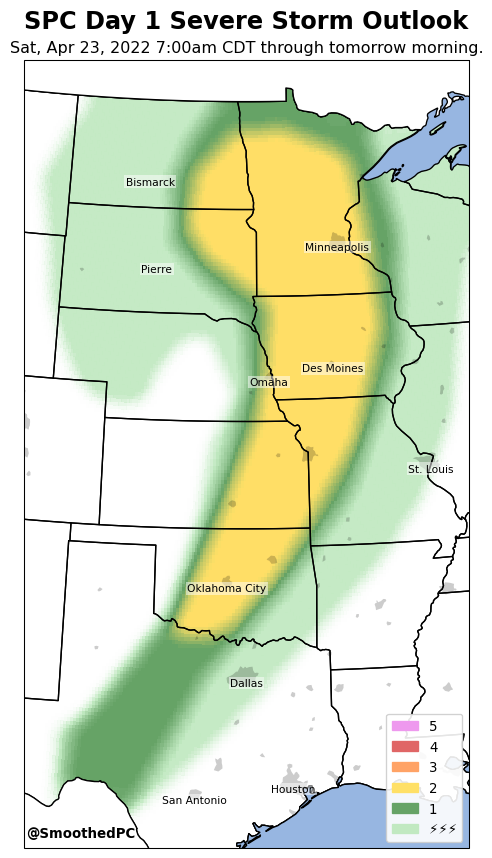 SPC Day 1 Severe Storm Outlook
Sat, Apr 23, 2022 7:00am CDT through tomorrow morning.
Bismarck
Minneapolis
Pierre
Des Moines
Omaha
St. Louis
Oklahoma City
Dallas
Houston
San Antonio
5
4
3
2
1
⚡⚡⚡
@SmoothedPC